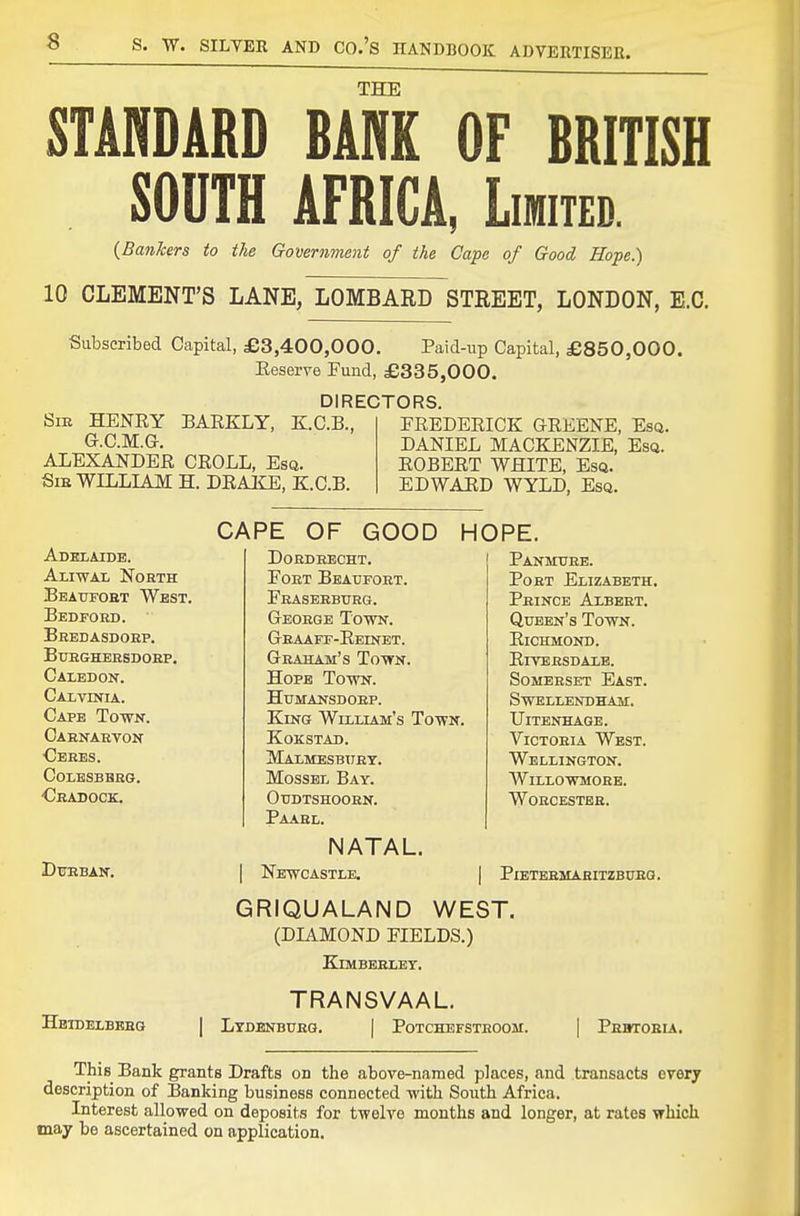 8 S. W. SILVER AND CO.'S HANDBOOK ADVERTISER.
THE
STANDARD BANK OF BRITISH
SOUTH AFRICA, LIMITED.
(Bankers to the Government of the Cape of Good Hope.)
10 CLEMENT'S LANE, LOMBARD STREET, LONDON, E.C.
Subscribed Capital, £3,400,000. Paid-up Capital, £850,000.
Reserve Fund, £335,000.
DIRECTORS.
SIR HENRY BARKLY, K.C.B.,
G.C.M.G.
ALEXANDER CROLL, ESQ.
SIR WILLIAM H. DRAKE, K.C.B.
FREDERICK GREENE, ESQ.
DANIEL MACKENZIE, ESQ.
ROBERT WHITE, ESQ.
EDWARD WYLD, ESQ.
CAPE OF GOOD HOPE.
ADELAIDE.
ALIWAL NORTH
BEAUFORT WEST.
BEDFORD.
BREDASDORP.
BURGHERSDORP.
CALEDON.
CALVINIA.
CAPE TOWN.
CARNARVON
CERES.
COLESBERG.
CRADOCK.
DORDRECHT.
FORT BEAUFORT.
FRASERBURG.
GEORGE TOWN.
GRAAFF-REINET.
GRAHAM'S TOWN.
HOPE TOWN.
HUMANSDORP.
KING WILLIAM'S TOWN.
KOKSTAD.
MALMESBURY.
MOSSEL BAY.
OUDTSHOORN.
PAARL.
PANMURE.
PORT ELIZABETH.
PRINCE ALBERT.
QUEEN'S TOWN.
RICHMOND.
RIVERSDALE.
SOMERSET EAST.
SWELLENDHAM.
UITENHAGE.
VICTORIA WEST.
WELLINGTON.
WILLOWMORE.
WORCESTER.
NATAL.
DURBAN. | NEWCASTLE. | PIETERMARITZBURG.
GRIQUALAND WEST.
(DIAMOND FIELDS.)
KIMBERLEY.
TRANSVAAL.
HEIDELBERG | LYDENBURG. | POTCHEFSTROOM. | PRETORIA.
This Bank grants Drafts on the above-named places, and transacts every
description of Banking business connected with South Africa.
Interest allowed on deposits for twelve months and longer, at rates which
may be ascertained on application.